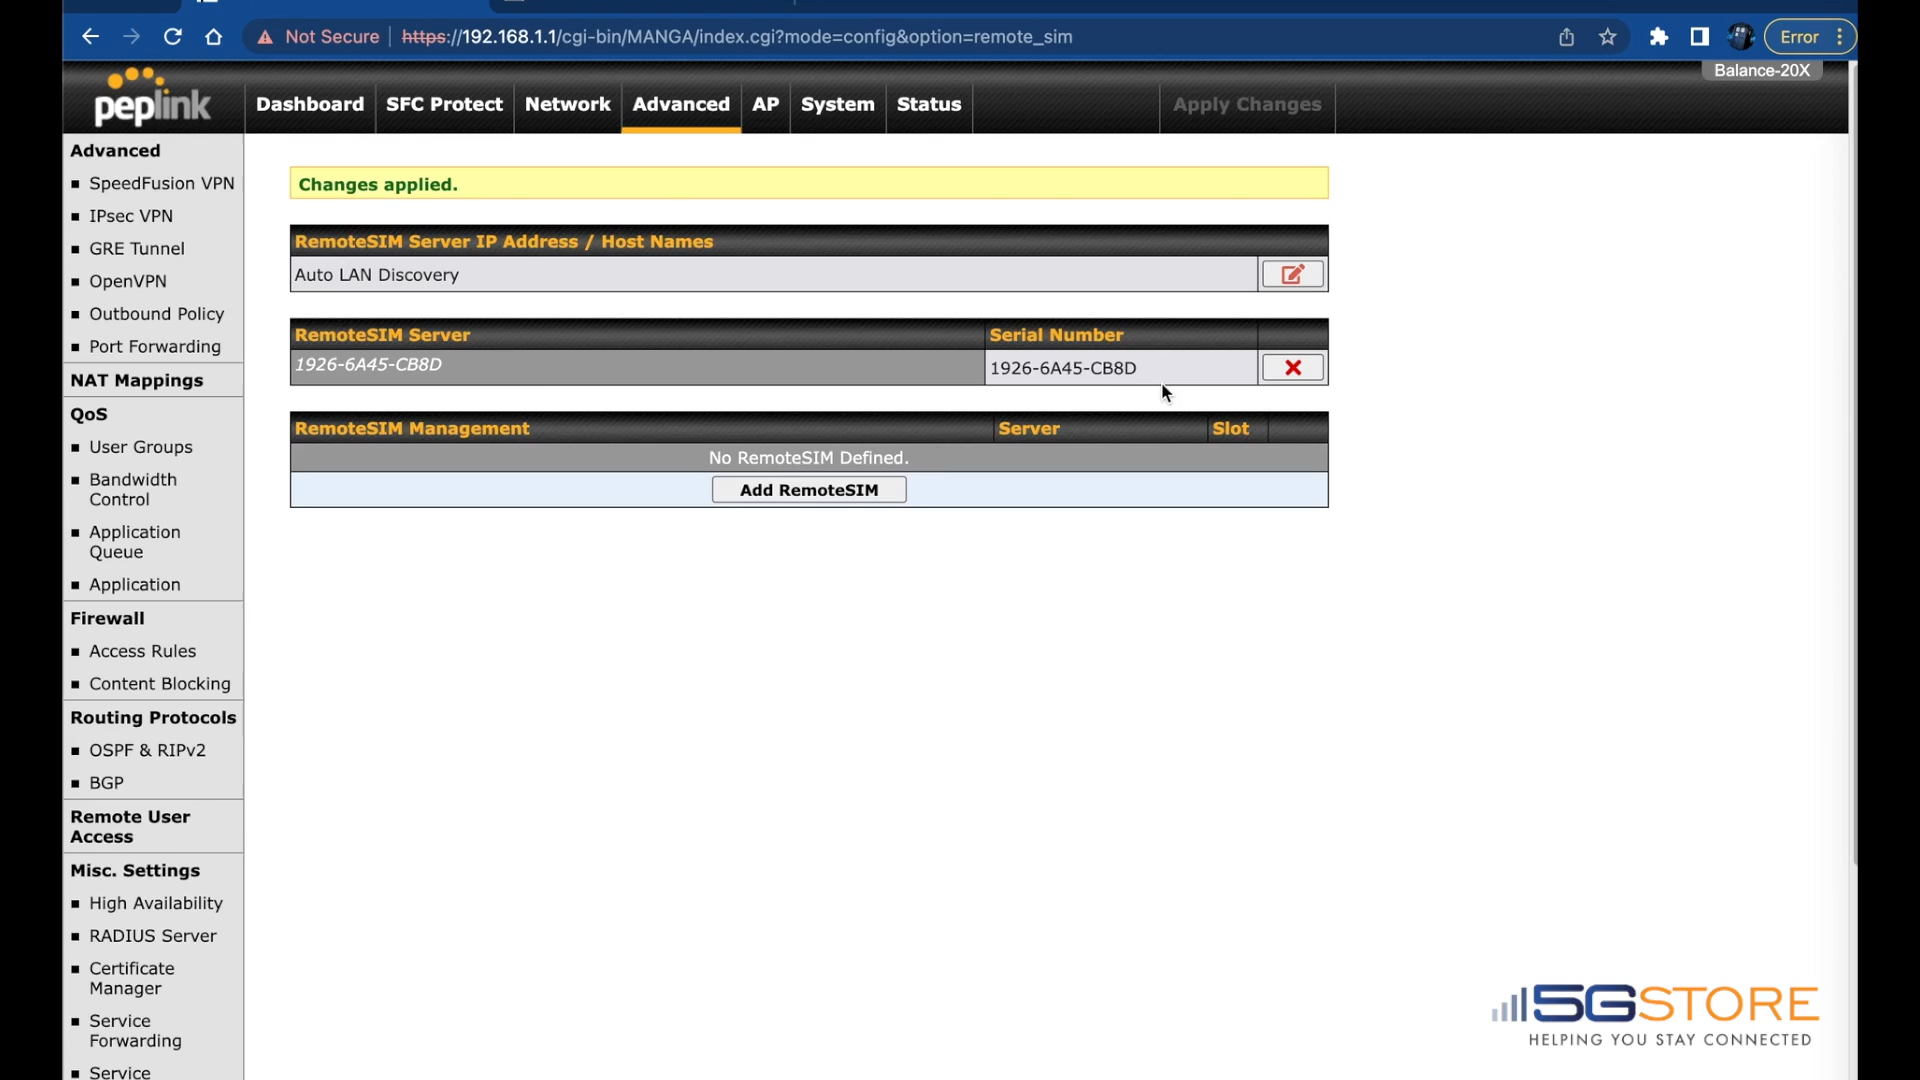 Not Secure | https://192.168.1.1/cgi-bin/MANGA/index.cgi?mode=config&option=remote_sim
Error
Balance-20X
peplink
Dashboard
SFC Protect
Network
Advanced
AP
System
Status
Apply Changes
Advanced
SpeedFusion VPN
IPsec VPN
GRE Tunnel
OpenVPN
Outbound Policy
Port Forwarding
NAT Mappings
QoS
User Groups
Bandwidth
Control
Application
Queue
Application
Firewall
Access Rules
Content Blocking
Routing Protocols
OSPF & RIPv2
BGP
Remote User
Access
Misc. Settings
High Availability
RADIUS Server
Certificate
Manager
Service
Forwarding
Service
Changes applied.
RemoteSIM Server IP Address / Host Names
Auto LAN Discovery
RemoteSIM Server Serial Number
1926-6A45-CB8D 1926-6A45-CB8D
RemoteSIM Management Server Slot
No RemoteSIM Defined.
Add RemoteSIM
5GSTORE
HELPING YOU STAY CONNECTED